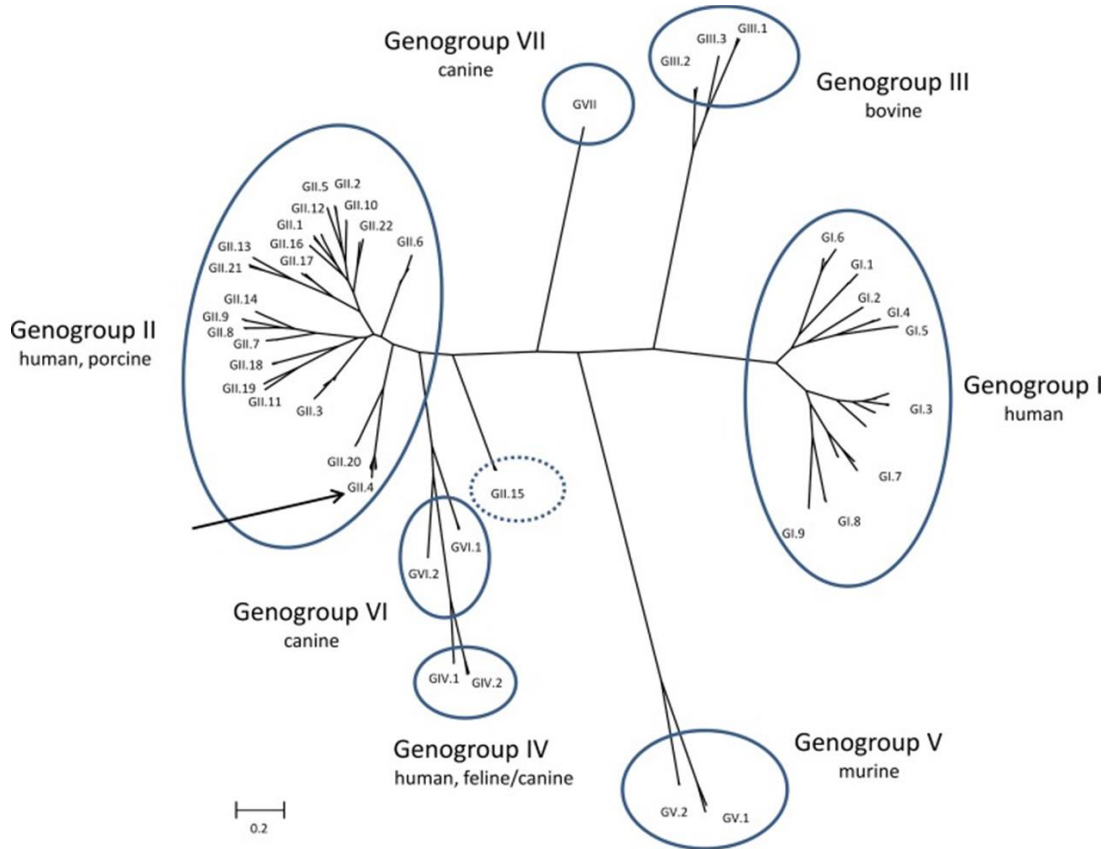 Genogroup VII
canine
GVII
GIII.1
GIII.3
GIII.2
Genogroup III
bovine
GII.5
GII.2
GII.12
GII.10
GII.1
GII.22
GII.16
GII.6
GII.13
GII.17
GII.21
GII.14
GII.9
GII.8
GII.7
GII.18
GII.19
GII.11
GII.3
GII.20
GII.4
Genogroup II
human, porcine
GI.6
GI.1
GI.2
GI.4
GI.5
GI.3
GI.7
GI.8
GI.9
Genogroup I
human
GII.15
GVI.1
GVI.2
Genogroup VI
canine
GIV.1
GIV.2
Genogroup IV
human, feline/canine
Genogroup V
murine
GV.2
GV.1
0.2